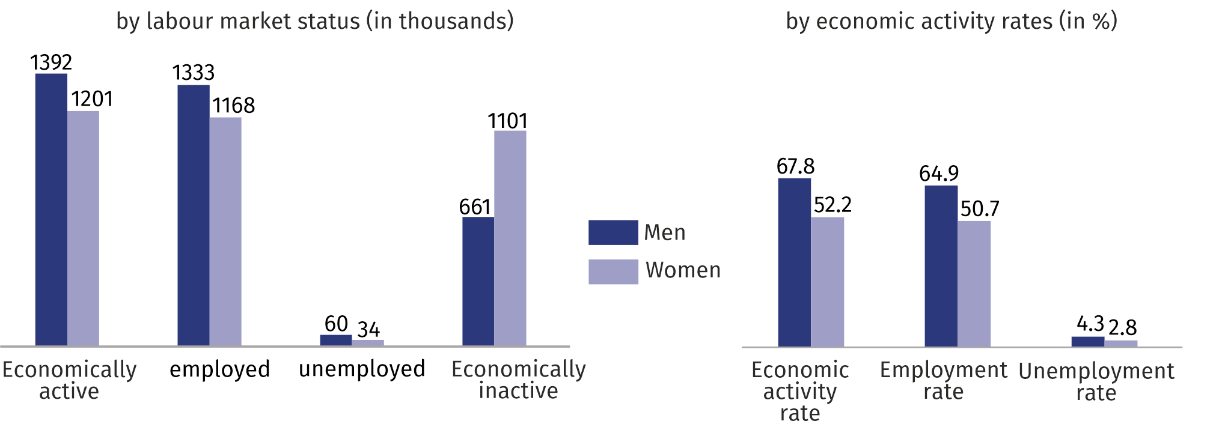 by labour market status (in thousands)
1392
1201
1333
1168
60
34
661
1101
Economically
active
employed
unemployed
Economically
inactive
Men
Women
by economic activity rates (in %)
67.8
52.2
64.9
50.7
4.3
2.8
Economic
activity
rate
Employment
rate
Unemployment
rate